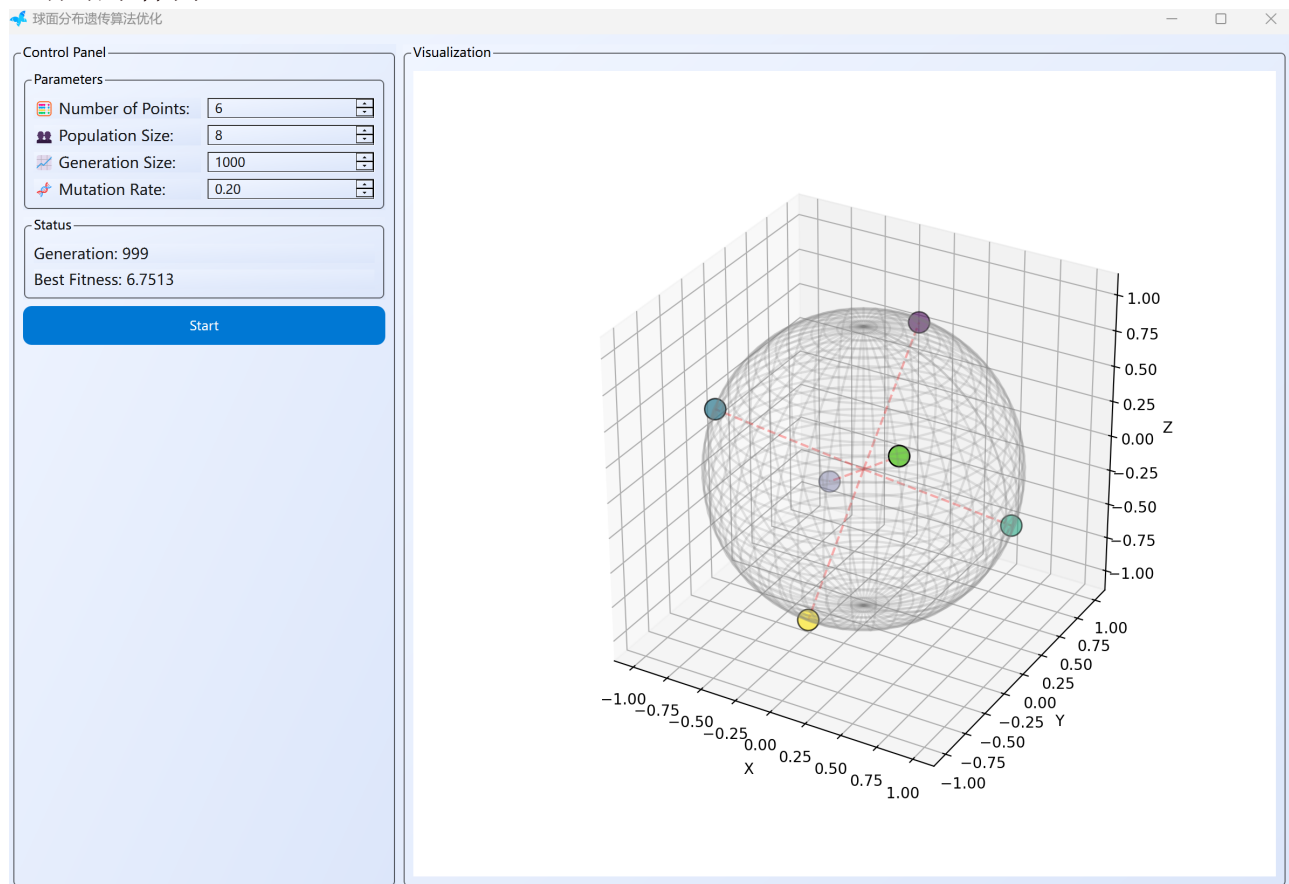 球面分布遗传算法优化
Control Panel
Parameters
Number of Points: 6
Population Size: 8
Generation Size: 1000
Mutation Rate: 0.20
Status
Generation: 999
Best Fitness: 6.7513
Start
Visualization
1.00
0.75
0.50
0.25
0.00
Z
−0.25
−0.50
−0.75
−1.00
1.00
0.75
0.50
0.25
0.00
−0.25
Y
−0.50
−0.75
−1.00
−1.00
−0.75
−0.50
−0.25
0.00
0.25
0.50
0.75
1.00
X